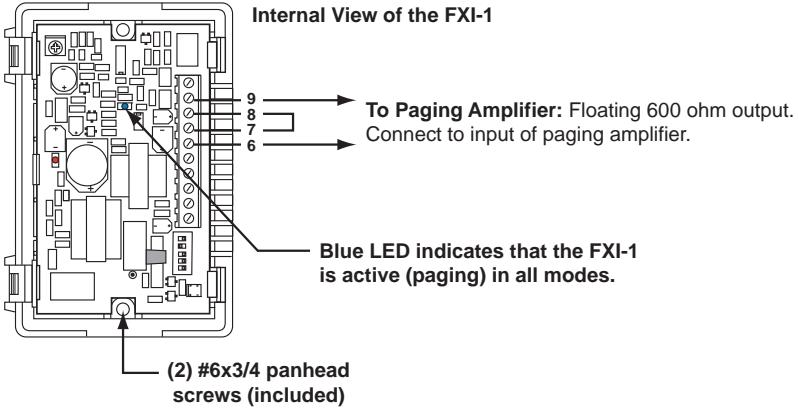 Internal View of the FXI-1
9
8
7
6
To Paging Amplifier: Floating 600 ohm output.
Connect to input of paging amplifier.
Blue LED indicates that the FXI-1
is active (paging) in all modes.
(2) #6x3/4 panhead
screws (included)